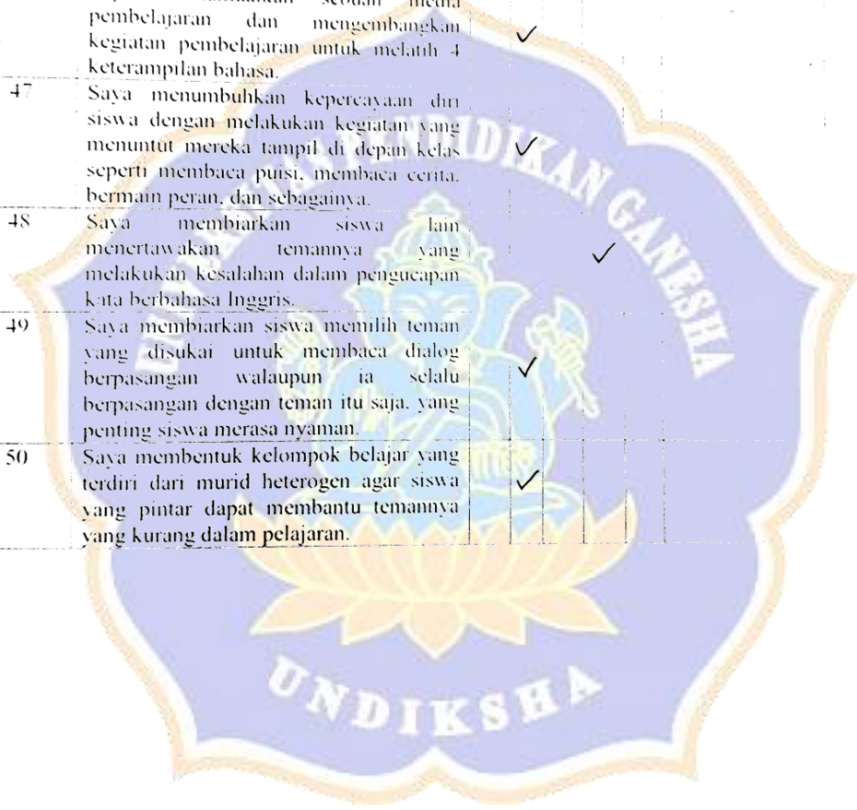 pembelajaran dan mengembangkan
kegiatan pembelajaran untuk melatih 4
keterampilan bahasa.
47 Saya menumbuhkan kepercayaan diri
siswa dengan melakukan kegiatan yang
menuntut mereka tampil di depan kelas
seperti membaca puisi, membaca cerita,
bermain peran, dan sebagainya.
48 Saya membiarkan siswa lain
menertawakan temannya yang
melakukan kesalahan dalam pengucapan
kata berbahasa Inggris.
49 Saya membiarkan siswa memilih teman
yang disukai untuk membaca dialog
berpasangan walaupun ia selalu
berpasangan dengan teman itu saja, yang
penting siswa merasa nyaman.
50 Saya membentuk kelompok belajar yang
terdiri dari murid heterogen agar siswa
yang pintar dapat membantu temannya
yang kurang dalam pelajaran.
UNIVERSITAS PENDIDIKAN GANESHA
UNDIKSHA